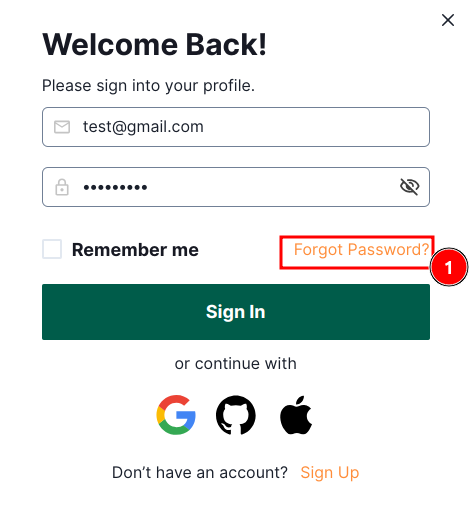 Welcome Back!
Please sign into your profile.
test@gmail.com
•••••••••
Remember me
Forgot Password?
1
Sign In
or continue with
Don’t have an account? Sign Up